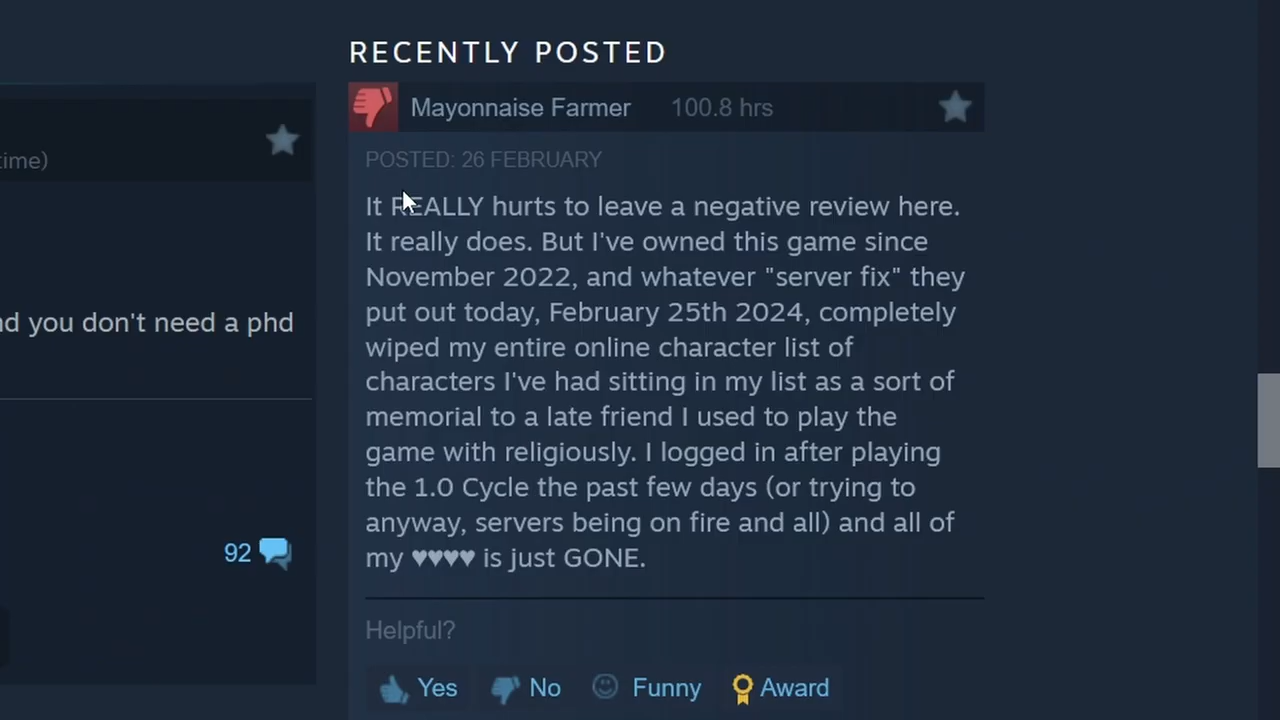 RECENTLY POSTED
Mayonnaise Farmer 100.8 hrs
time)
POSTED: 26 FEBRUARY
It REALLY hurts to leave a negative review here.
It really does. But I've owned this game since
November 2022, and whatever "server fix" they
put out today, February 25th 2024, completely
wiped my entire online character list of
characters I've had sitting in my list as a sort of
memorial to a late friend I used to play the
game with religiously. I logged in after playing
the 1.0 Cycle the past few days (or trying to
anyway, servers being on fire and all) and all of
my ♥♥♥♥ is just GONE.
nd you don't need a phd
92
Helpful?
Yes No Funny Award